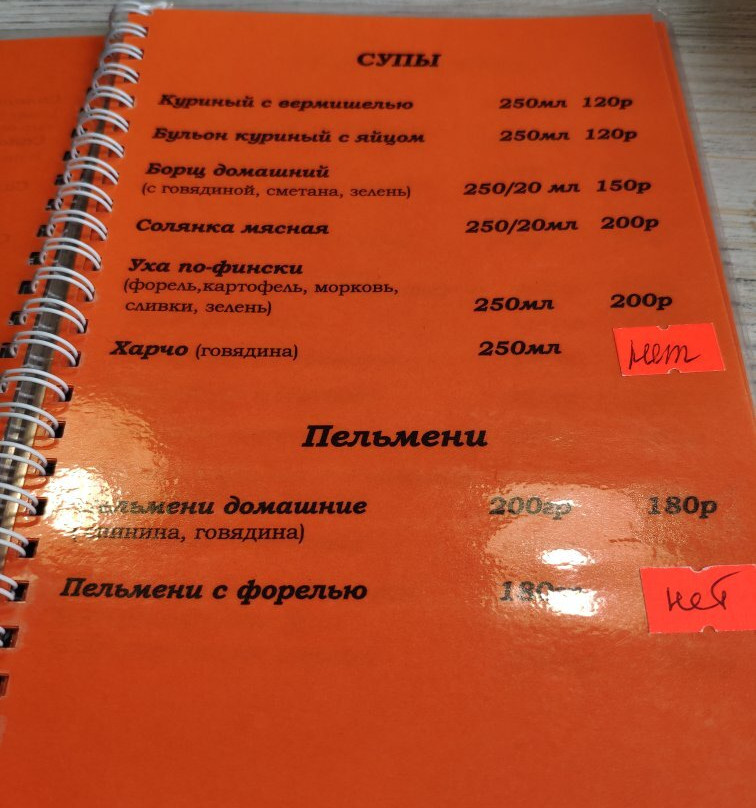 СУПЫ
Куриный с вермишелью 250мл 120р
Бульон куриный с яйцом 250мл 120р
Борщ домашний
(с говядиной, сметана, зелень) 250/20 мл 150р
Солянка мясная 250/20мл 200р
Уха по-фински
(форель,картофель, морковь,
сливки, зелень) 250мл 200р
Харчо (говядина) 250мл нет
Пельмени
домашние 200гр 180р
говядина)
Пельмени с форелью нет